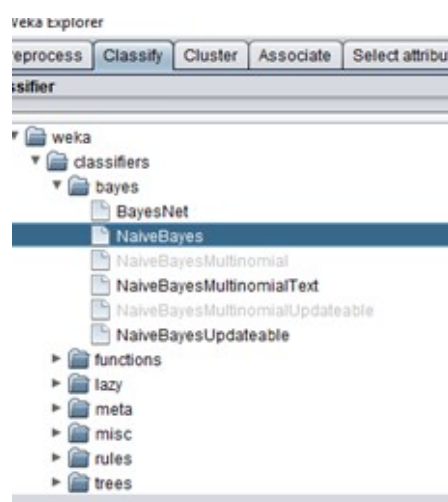 Weka Explorer
eprocess Classify Cluster Associate Select attribu
ssifier
weka
classifiers
bayes
BayesNet
NaiveBayes
NaiveBayesMultinomial
NaiveBayesMultinomialText
NaiveBayesMultinomialUpdateable
NaiveBayesUpdateable
functions
lazy
meta
misc
rules
trees